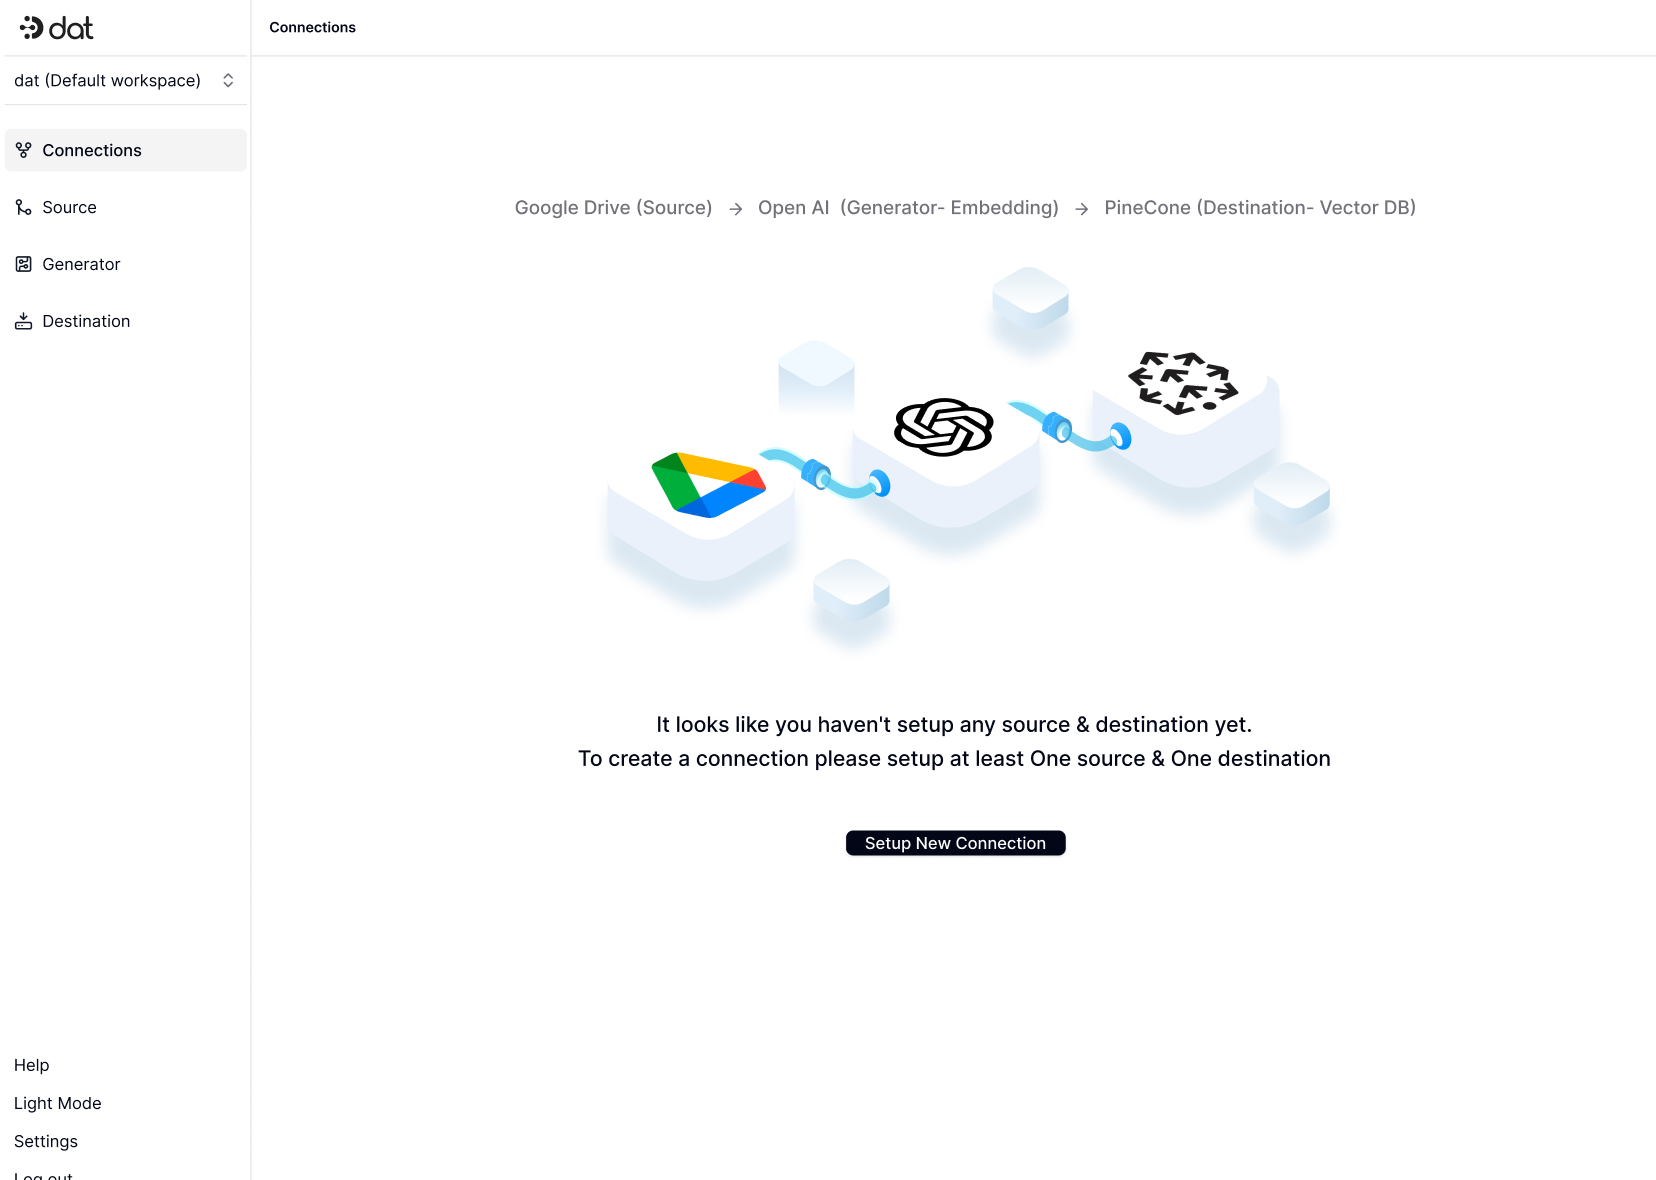 dat
Connections
dat (Default workspace)
Connections
Source
Generator
Destination
Google Drive (Source) → Open AI (Generator- Embedding) → PineCone (Destination- Vector DB)
It looks like you haven't setup any source & destination yet.
To create a connection please setup at least One source & One destination
Setup New Connection
Help
Light Mode
Settings
Log out